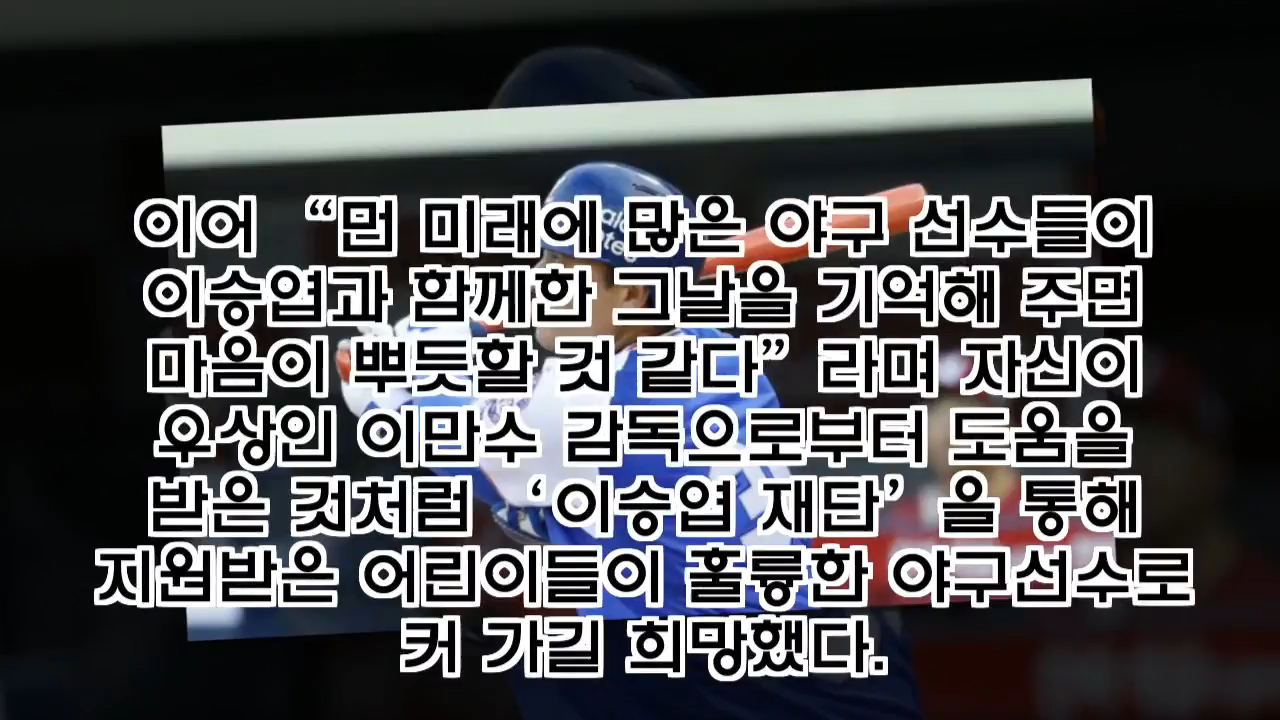 이어 “먼 미래에 많은 야구 선수들이
이승엽과 함께한 그날을 기억해 주면
마음이 뿌듯할 것 같다” 라며 자신이
우상인 이만수 감독으로부터 도움을
받은 것처럼 ‘이승엽 재단’ 을 통해
지원받은 어린이들이 훌륭한 야구선수로
커 가길 희망했다.